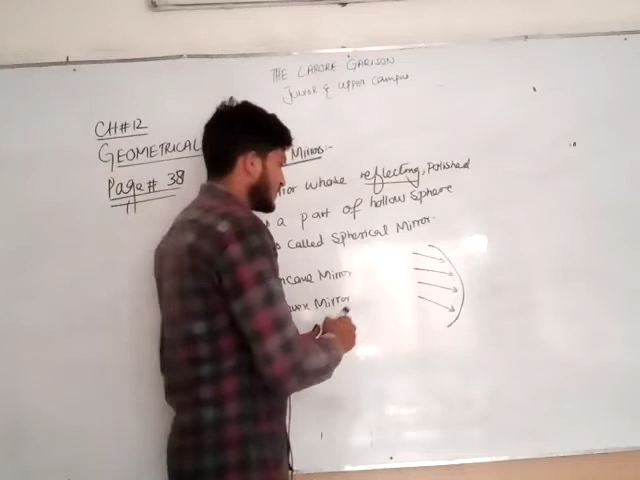 THE LAHORE GARISON
Junior & upper campus
CH#12
GEOMETRICAL Mirrors:-
Page# 38
whose reflecting, Polished
a part of hollow Sphere
called Spherical Mirror.
Mirror
Mirror